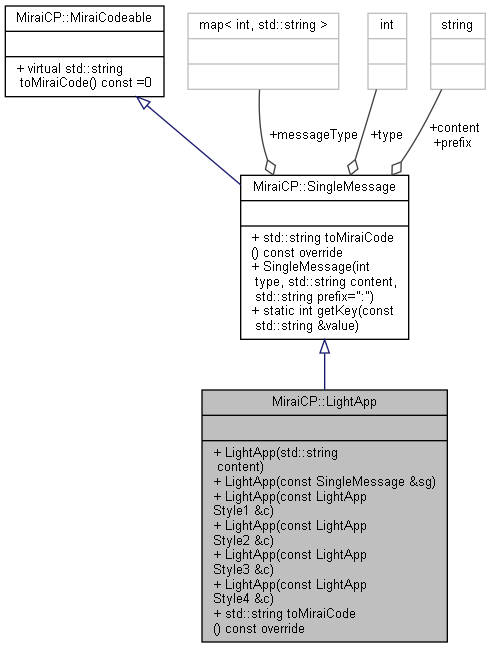 MiraiCP::MiraiCodeable
+ virtual std::string
toMiraiCode() const =0
map< int, std::string >
int
string
+messageType
+type
+content
+prefix
MiraiCP::SingleMessage
+ std::string toMiraiCode
() const override
+ SingleMessage(int
type, std::string content,
std::string prefix=":")
+ static int getKey(const
std::string &value)
MiraiCP::LightApp
+ LightApp(std::string
content)
+ LightApp(const SingleMessage &sg)
+ LightApp(const LightApp
Style1 &c)
+ LightApp(const LightApp
Style2 &c)
+ LightApp(const LightApp
Style3 &c)
+ LightApp(const LightApp
Style4 &c)
+ std::string toMiraiCode
() const override